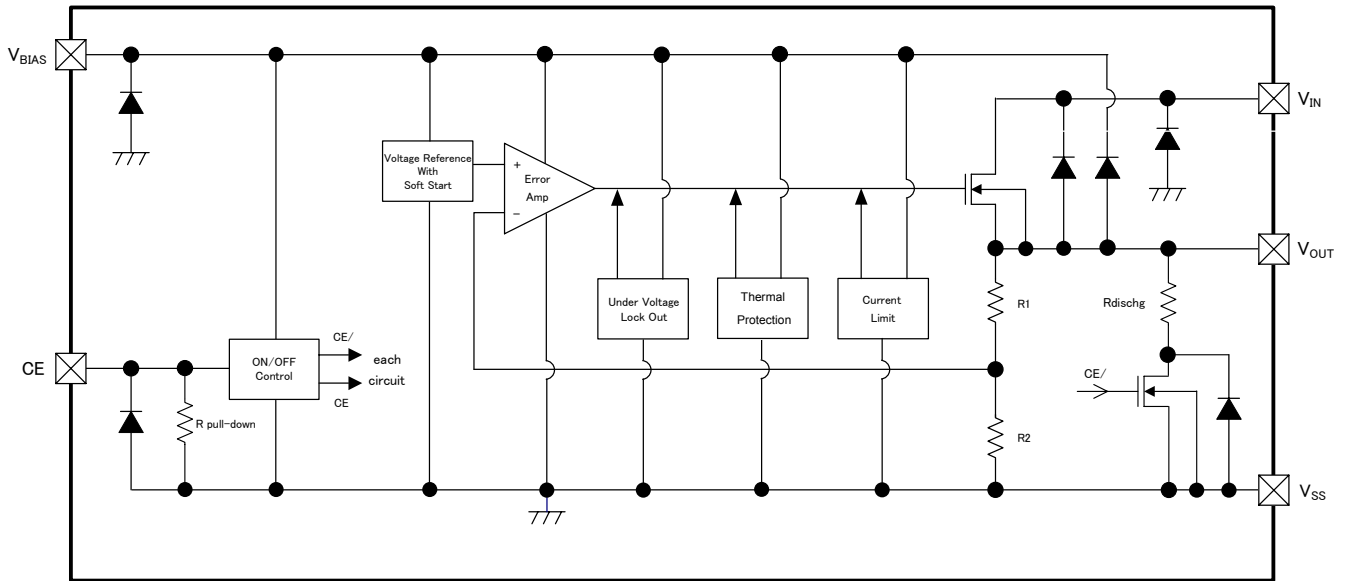 VBIAS
VIN
Voltage Reference
With
Soft Start
+
Error
Amp
−
VOUT
Under Voltage
Lock Out
Thermal
Protection
Current
Limit
R1
Rdischg
CE
ON/OFF
Control
CE/
each
circuit
CE
R pull-down
CE/
R2
VSS